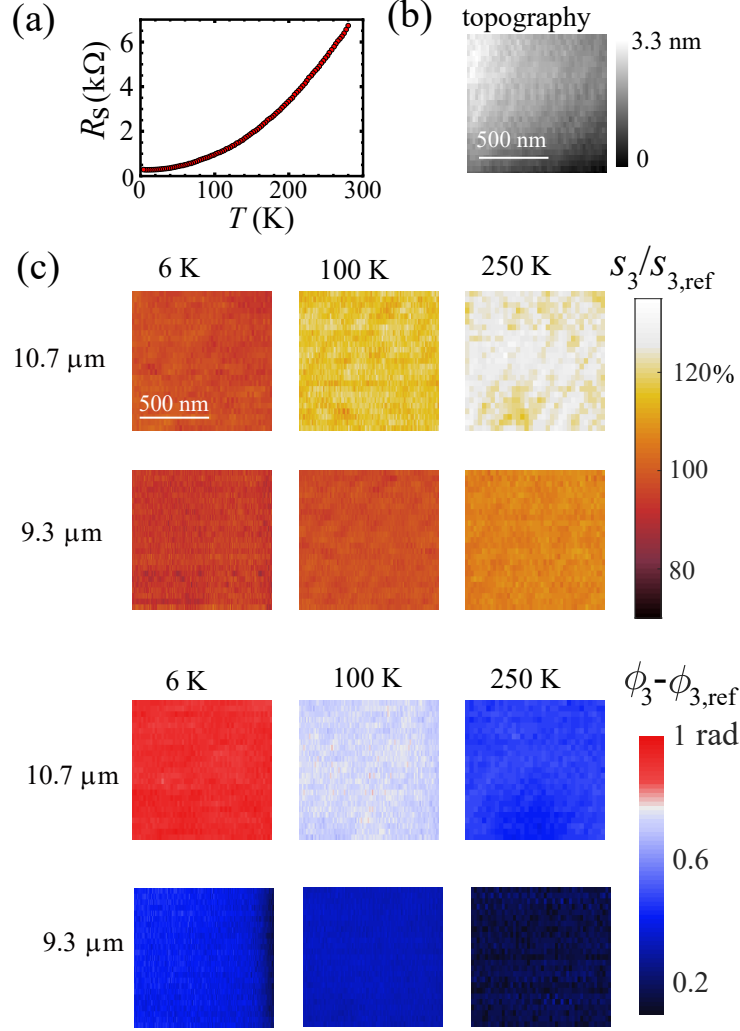 (a)
R_S (kΩ)
6
4
2
0
100
200
300
T (K)
(b)
topography
3.3 nm
500 nm
0
(c)
6 K
100 K
250 K
s_3/s_3,ref
10.7 μm
500 nm
120%
9.3 μm
100
80
6 K
100 K
250 K
ϕ_3-ϕ_3,ref
10.7 μm
1 rad
0.6
9.3 μm
0.2